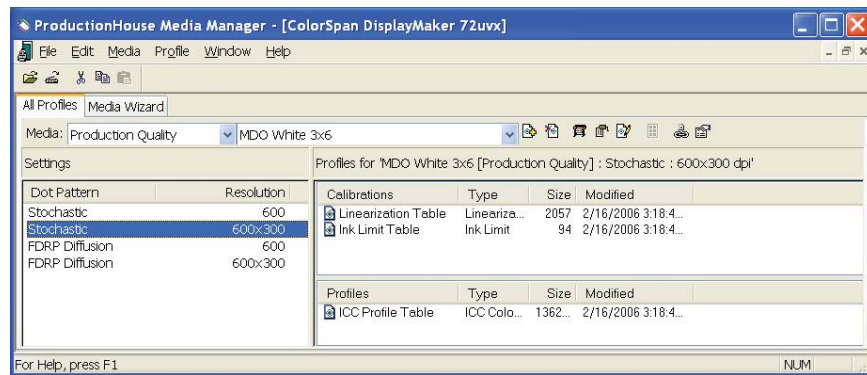 ProductionHouse Media Manager - [ColorSpan DisplayMaker 72uvx]
File Edit Media Profile Window Help
All Profiles Media Wizard
Media: Production Quality MDO White 3x6
Settings
Profiles for 'MDO White 3x6 [Production Quality] : Stochastic : 600x300 dpi'
Dot Pattern Resolution
Stochastic 600
Stochastic 600x300
FDRP Diffusion 600
FDRP Diffusion 600x300
Calibrations Type Size Modified
Linearization Table Lineariza... 2057 2/16/2006 3:18:4...
Ink Limit Table Ink Limit 94 2/16/2006 3:18:4...
Profiles Type Size Modified
ICC Profile Table ICC Colo... 1362... 2/16/2006 3:18:4...
For Help, press F1 NUM